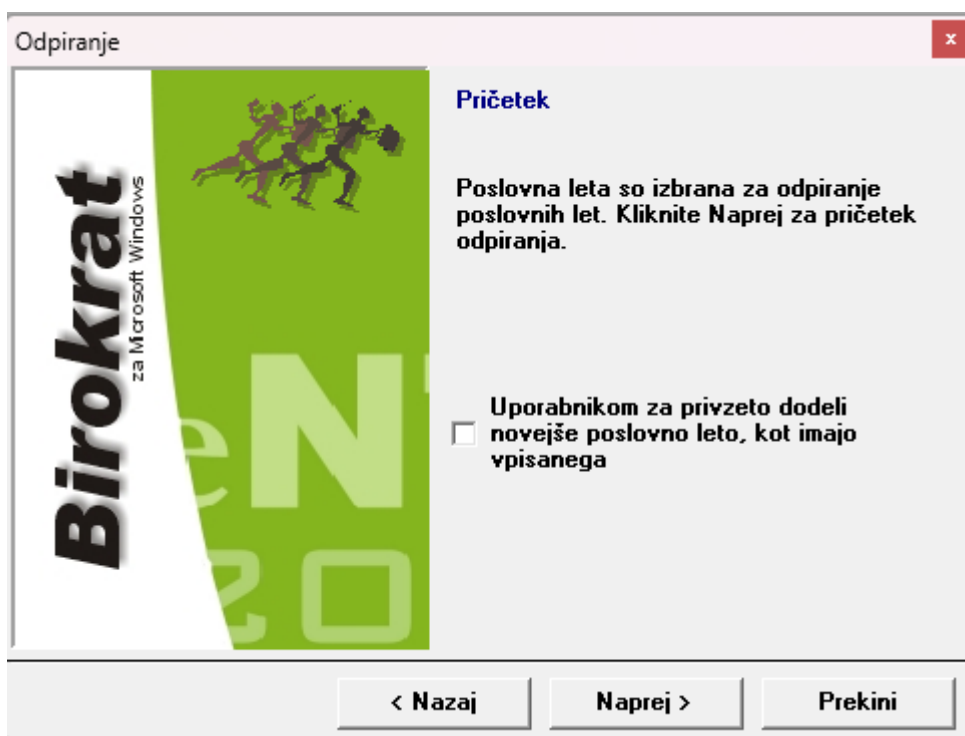 Odpiranje
x
Birokrat
za Microsoft Windows
eN
20
Pričetek
Poslovna leta so izbrana za odpiranje
poslovnih let. Kliknite Naprej za pričetek
odpiranja.
Uporabnikom za privzeto dodeli
novejše poslovno leto, kot imajo
vpisanega
< Nazaj
Naprej >
Prekini